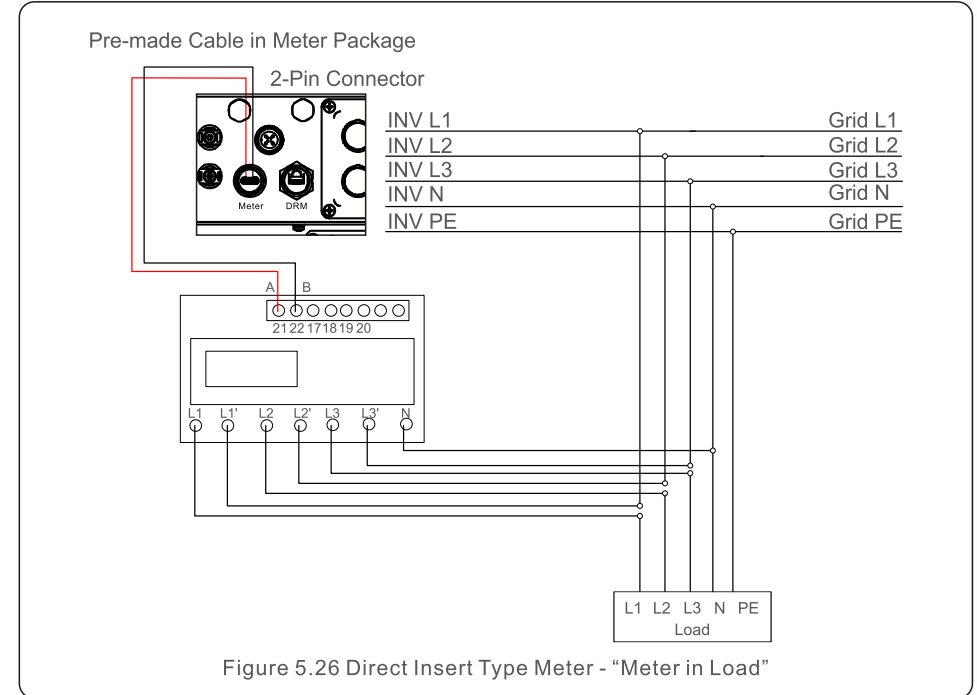 Pre-made Cable in Meter Package
2-Pin Connector
INV L1 Grid L1
INV L2 Grid L2
INV L3 Grid L3
INV N Grid N
INV PE Grid PE
Meter DRM
A B
21 22 17 18 19 20
L1 L1' L2 L2' L3 L3' N
L1 L2 L3 N PE
Load
Figure 5.26 Direct Insert Type Meter - “Meter in Load”